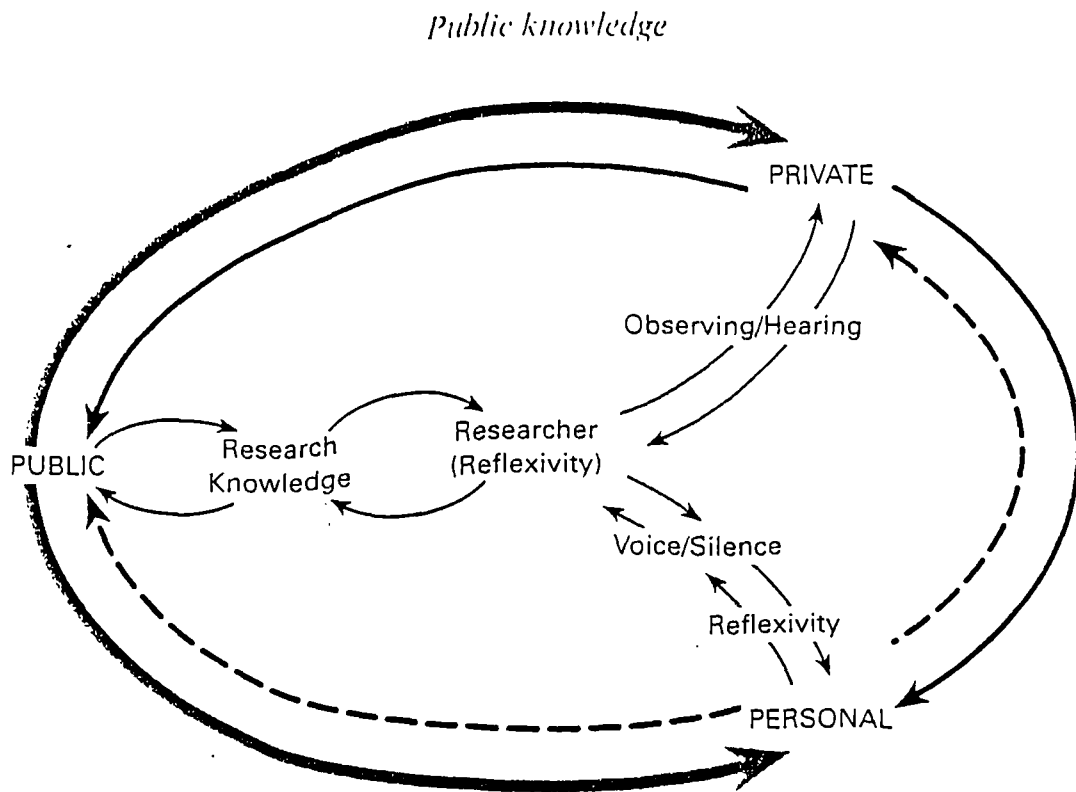 Public knowledge
PRIVATE
Observing/Hearing
Researcher
(Reflexivity)
Research
Knowledge
PUBLIC
Voice/Silence
Reflexivity
PERSONAL